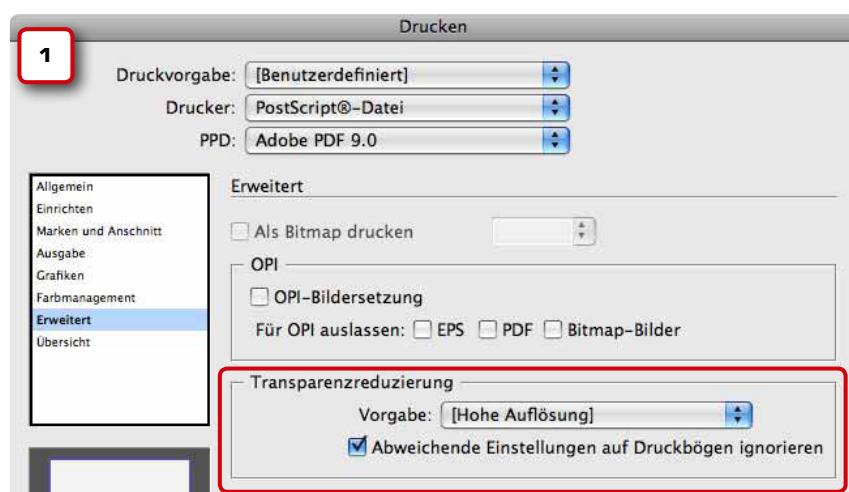 Drucken
1
Druckvorgabe: [Benutzerdefiniert]
Drucker: PostScript®-Datei
PPD: Adobe PDF 9.0
Allgemein
Einrichten
Marken und Anschnitt
Ausgabe
Grafiken
Farbmanagement
Erweitert
Übersicht
Erweitert
Als Bitmap drucken
OPI
OPI-Bildersetzung
Für OPI auslassen: EPS PDF Bitmap-Bilder
Transparenzreduzierung
Vorgabe: [Hohe Auflösung]
Abweichende Einstellungen auf Druckbögen ignorieren